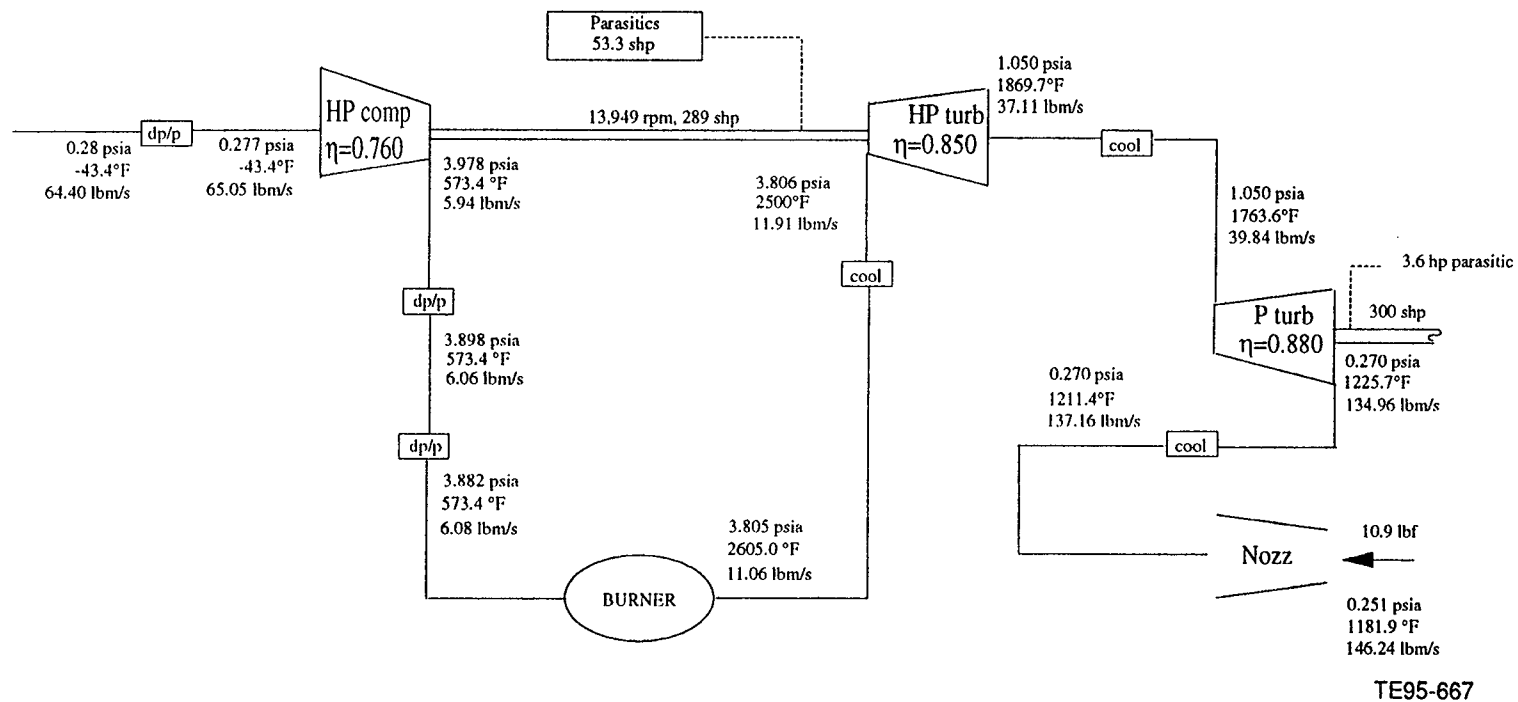 Parasitics
53.3 shp
dp/p
0.28 psia
-43.4°F
64.40 lbm/s
0.277 psia
-43.4°F
65.05 lbm/s
HP comp
η=0.760
13,949 rpm, 289 shp
HP turb
η=0.850
1.050 psia
1869.7°F
37.11 lbm/s
cool
3.978 psia
573.4 °F
5.94 lbm/s
3.806 psia
2500°F
11.91 lbm/s
1.050 psia
1763.6°F
39.84 lbm/s
cool
dp/p
3.6 hp parasitic
P turb
η=0.880
300 shp
3.898 psia
573.4 °F
6.06 lbm/s
0.270 psia
1225.7°F
134.96 lbm/s
0.270 psia
1211.4°F
137.16 lbm/s
dp/p
cool
3.882 psia
573.4 °F
6.08 lbm/s
3.805 psia
2605.0 °F
11.06 lbm/s
BURNER
Nozz
10.9 lbf
0.251 psia
1181.9 °F
146.24 lbm/s
TE95-667